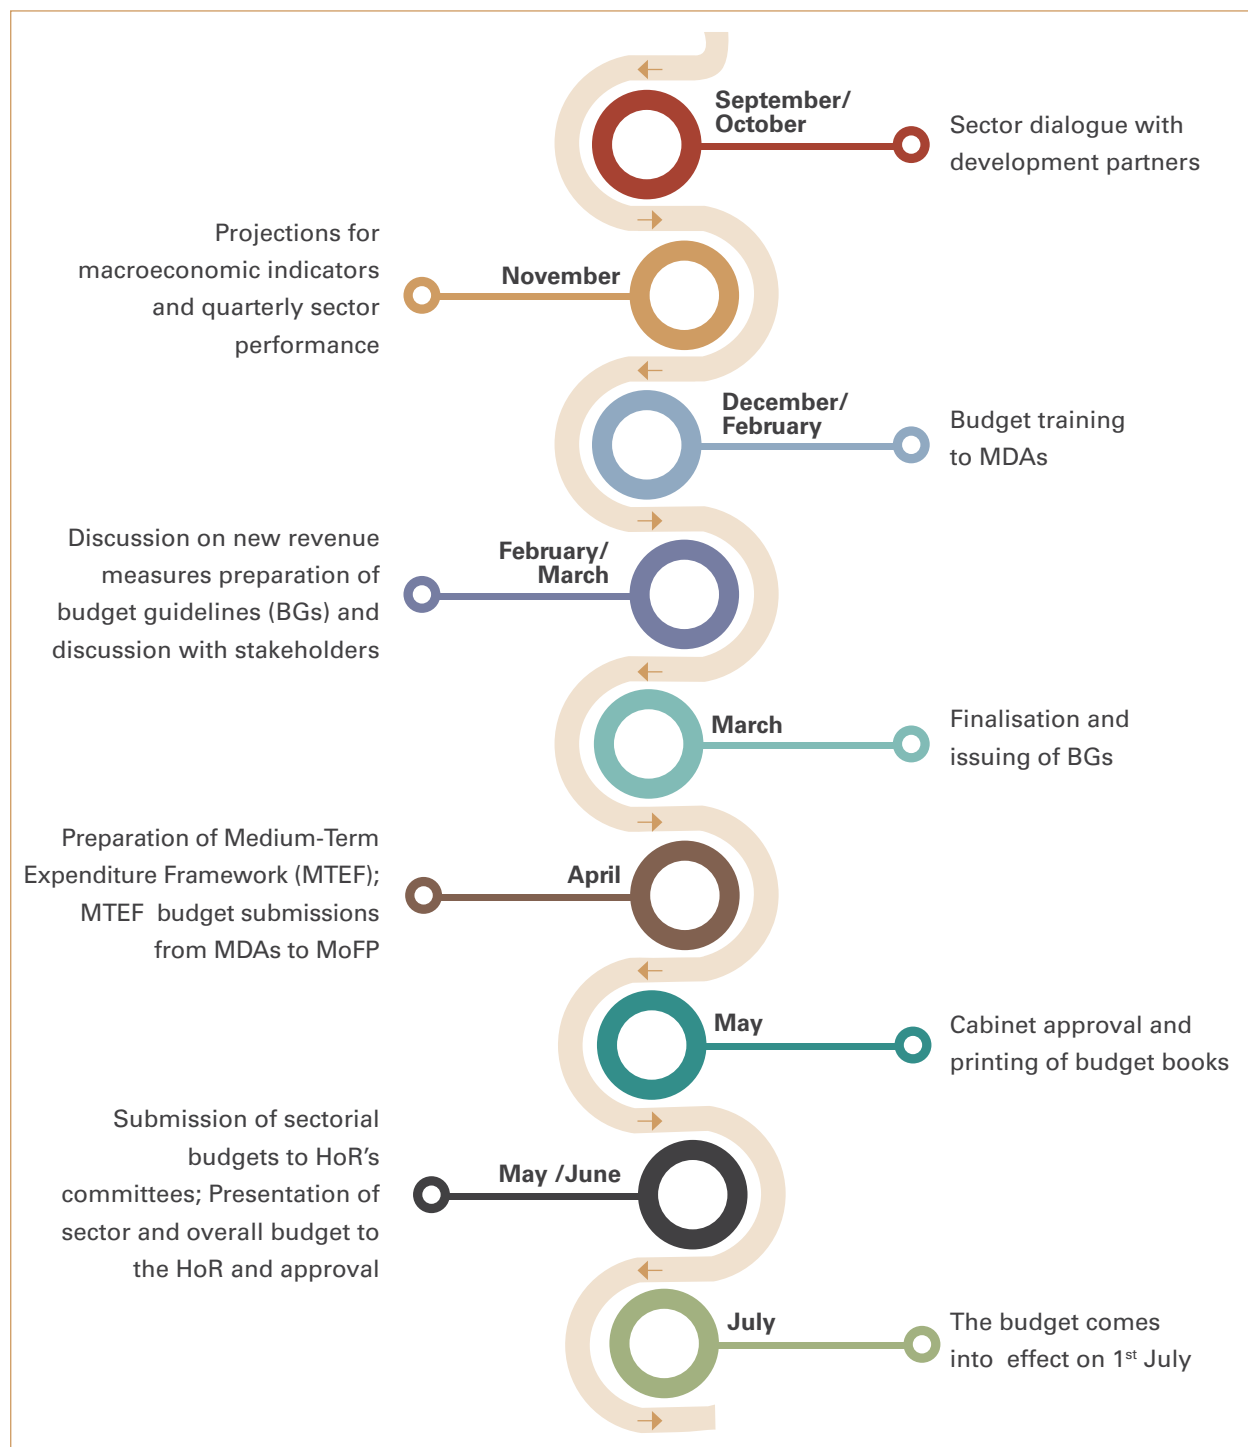 September/
October
Sector dialogue with
development partners
Projections for
macroeconomic indicators
and quarterly sector
performance
November
December/
February
Budget training
to MDAs
Discussion on new revenue
measures preparation of
budget guidelines (BGs) and
discussion with stakeholders
February/
March
March
Finalisation and
issuing of BGs
Preparation of Medium-Term
Expenditure Framework (MTEF);
MTEF  budget submissions
from MDAs to MoFP
April
May
Cabinet approval and
printing of budget books
Submission of sectorial
budgets to HoR’s
committees; Presentation of
sector and overall budget to
the HoR and approval
May /June
July
The budget comes
into  effect on 1st July